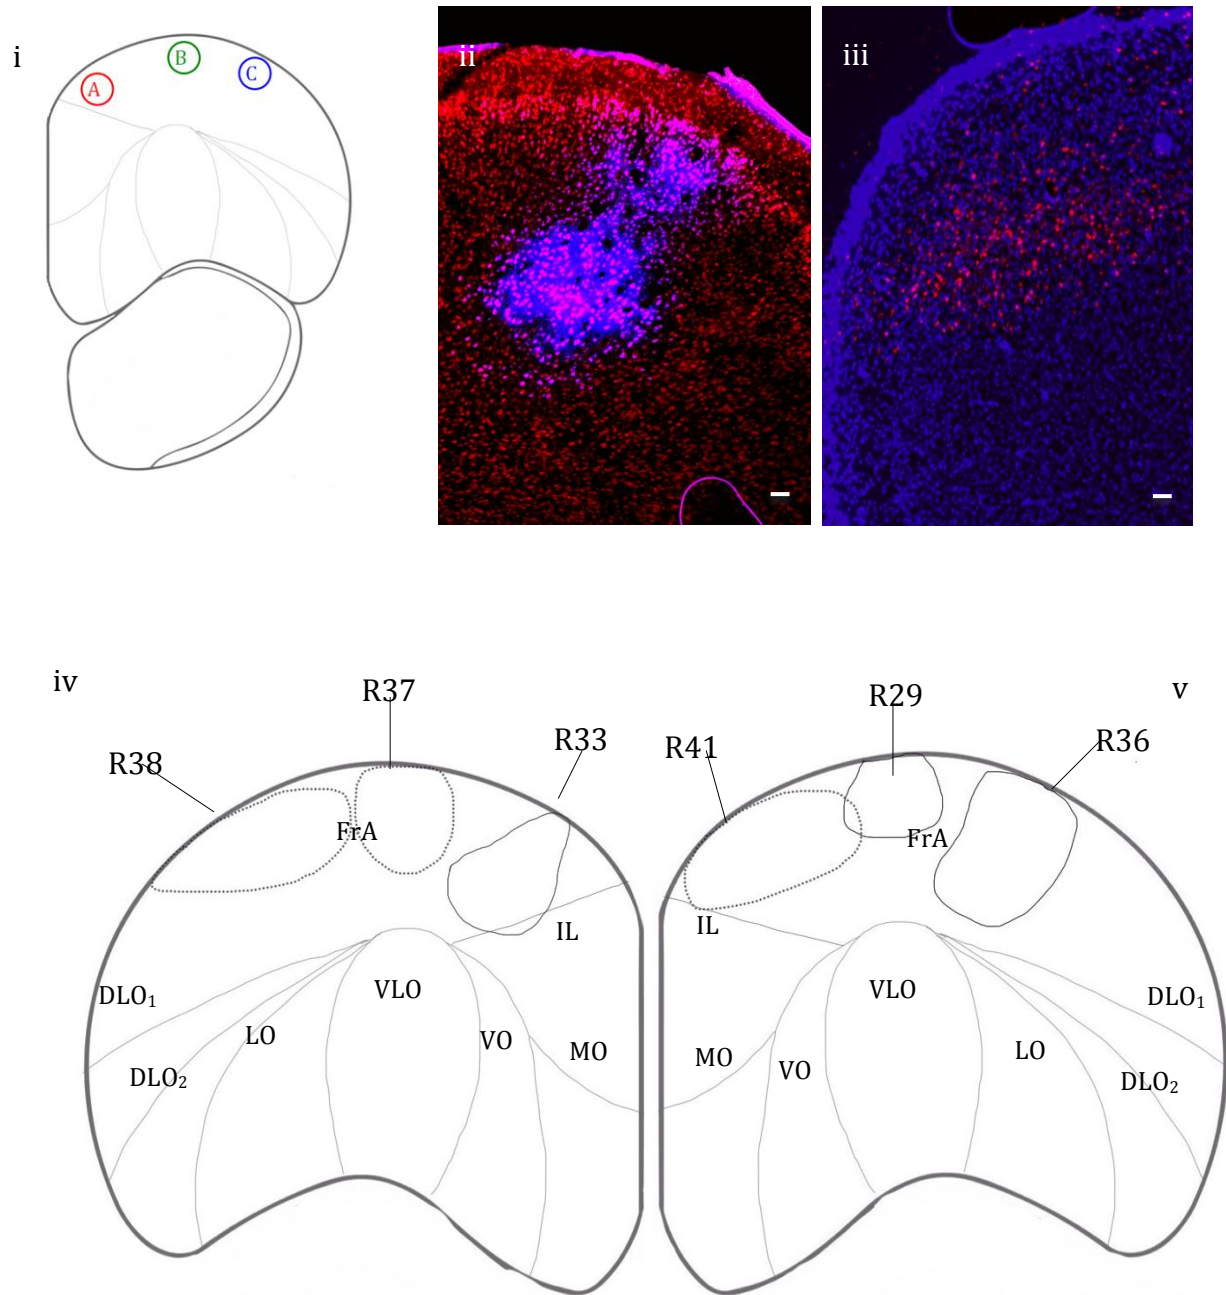 i
A
B
C
ii
iii
iv
v
R38
R37
R33
R41
R29
R36
FrA
FrA
IL
IL
DLO₁
DLO₂
LO
VLO
VO
MO
MO
VO
VLO
LO
DLO₁
DLO₂